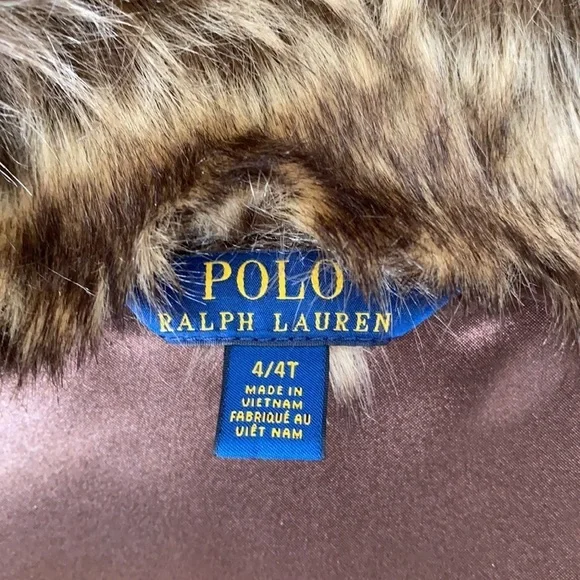 POLO
RALPH LAUREN
4/4T
MADE IN
VIETNAM
FABRIQUÉ AU
VIÊT NAM